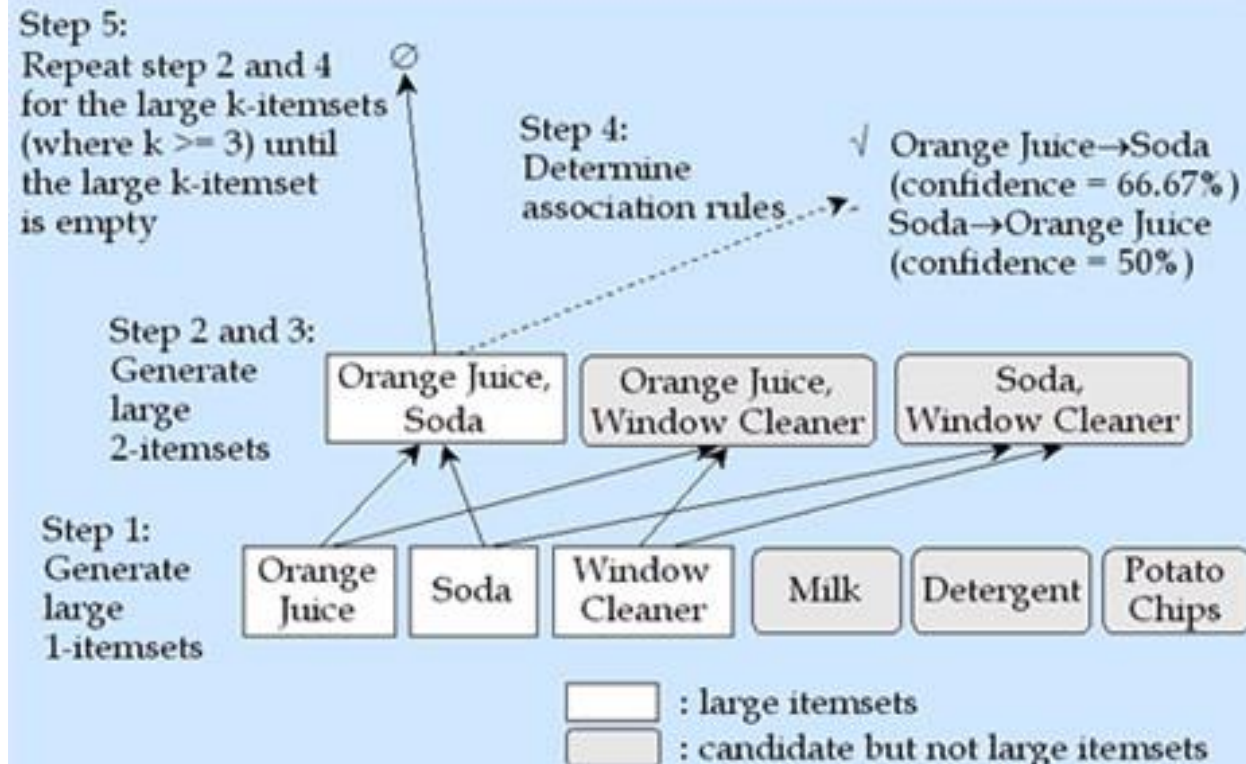 Step 5:
Repeat step 2 and 4
for the large k-itemsets
(where k >= 3) until
the large k-itemset
is empty
∅
Step 4:
Determine
association rules
√ Orange Juice→Soda
(confidence = 66.67%)
- Soda→Orange Juice
(confidence = 50%)
Step 2 and 3:
Generate
large
2-itemsets
Orange Juice,
Soda
Orange Juice,
Window Cleaner
Soda,
Window Cleaner
Step 1:
Generate
large
1-itemsets
Orange
Juice
Soda
Window
Cleaner
Milk
Detergent
Potato
Chips
: large itemsets
: candidate but not large itemsets